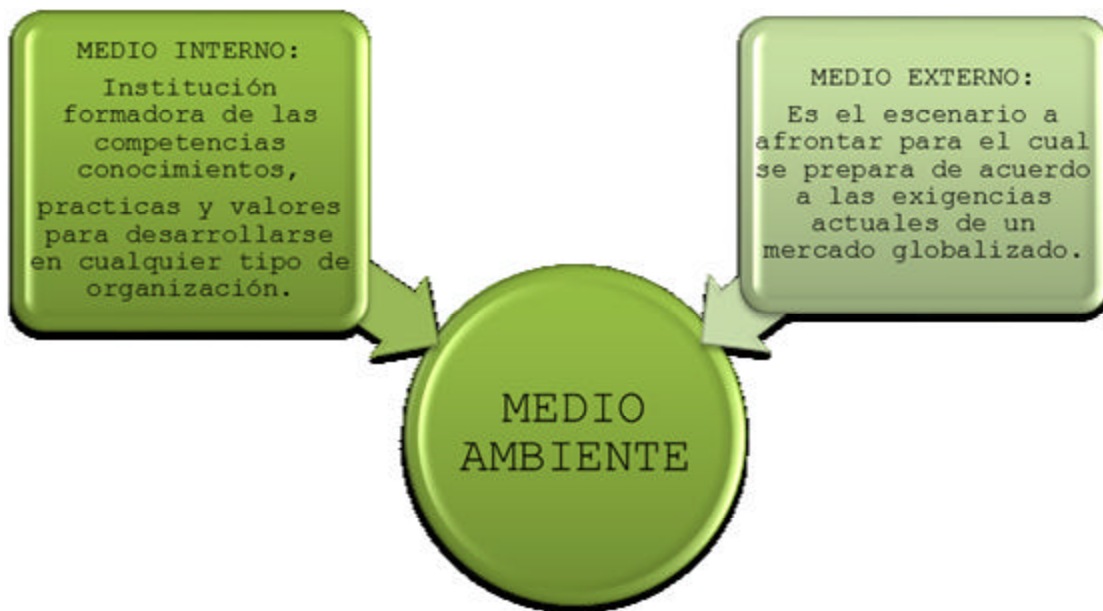 MEDIO INTERNO:
Institución
formadora de las
competencias
conocimientos,
practicas y valores
para desarrollarse
en cualquier tipo de
organización.
MEDIO EXTERNO:
Es el escenario a
afrontar para el cual
se prepara de acuerdo
a las exigencias
actuales de un
mercado globalizado.
MEDIO
AMBIENTE